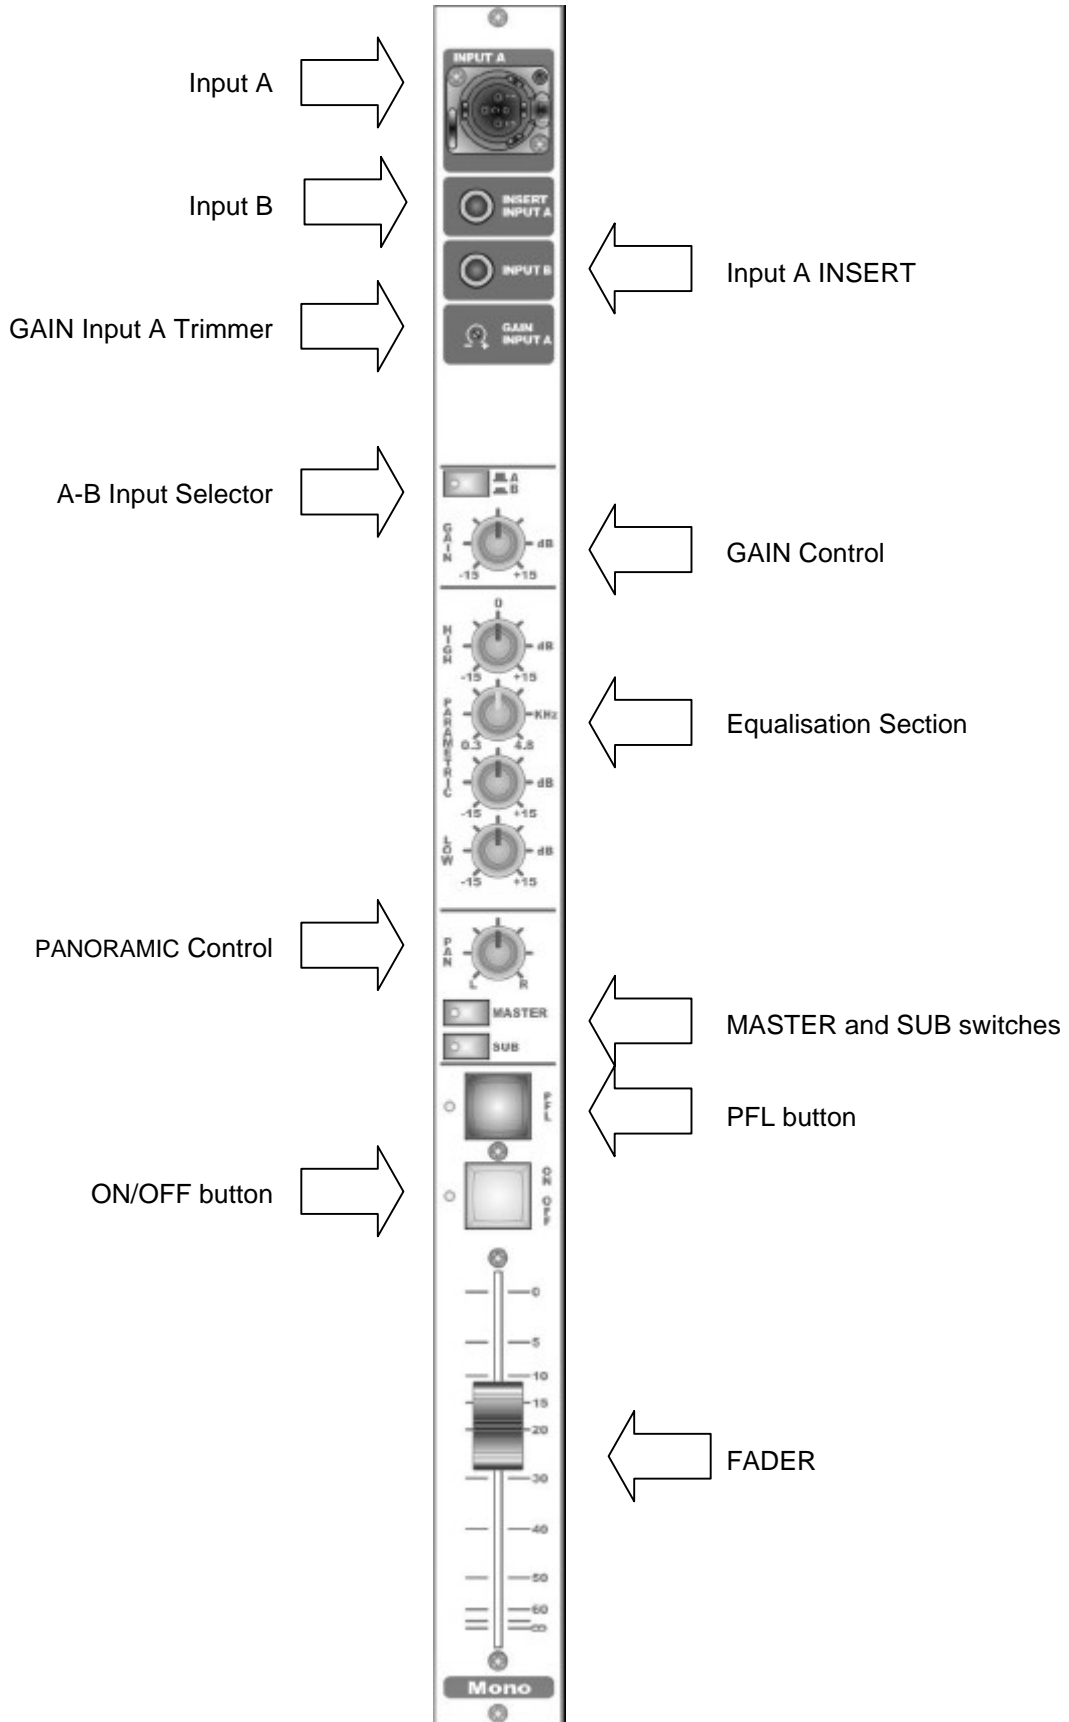 INPUT A
Input A
INSERT
INPUT A
Input B
INPUT B
Input A INSERT
GAIN
INPUT A
- +
GAIN Input A Trimmer
A
B
A-B Input Selector
GAIN
dB
-15 +15
GAIN Control
0
HIGH
dB
-15 +15
PARAMETRIC
KHz
0.3 4.8
Equalisation Section
dB
-15 +15
LOW
dB
-15 +15
PAN
L R
PANORAMIC Control
MASTER
SUB
MASTER and SUB switches
PFL
PFL button
ON OFF
ON/OFF button
0
5
10
15
20
30
40
50
60
∞
FADER
Mono